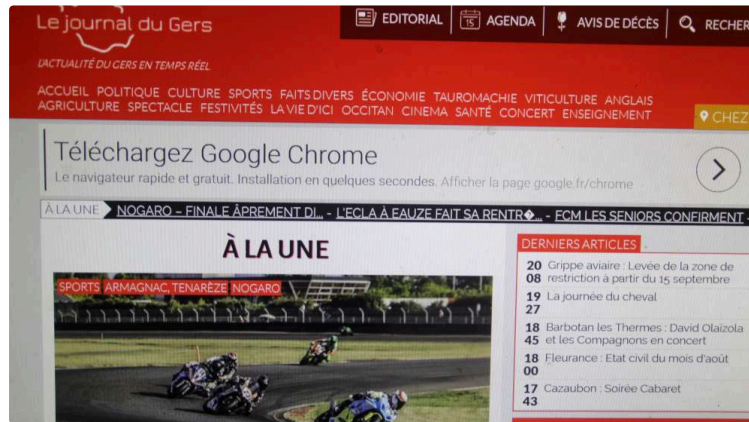 Le journal du Gers
L'ACTUALITÉ DU GERS EN TEMPS RÉEL
EDITORIAL
15
AGENDA
AVIS DE DÉCÈS
RECHER
ACCUEIL POLITIQUE CULTURE SPORTS FAITS DIVERS ÉCONOMIE TAUROMACHIE VITICULTURE ANGLAIS
AGRICULTURE SPECTACLE FESTIVITÉS LA VIE D'ICI OCCITAN CINEMA SANTÉ CONCERT ENSEIGNEMENT
CHEZ
Téléchargez Google Chrome
Le navigateur rapide et gratuit. Installation en quelques secondes. Afficher la page google.fr/chrome
À LA UNE
NOGARO – FINALE ÂPREMENT DI... - L'ECLA À EAUZE FAIT SA RENTR�... - FCM LES SENIORS CONFIRMENT -
À LA UNE
SPORTS ARMAGNAC, TENARÈZE NOGARO
DERNIERS ARTICLES
20 Grippe aviaire : Levée de la zone de
08 restriction à partir du 15 septembre
19 La journée du cheval
27
18 Barbotan les Thermes : David Olaïzola
45 et les Compagnons en concert
18 Fleurance : Etat civil du mois d'août
00
17 Cazaubon : Soirée Cabaret
43